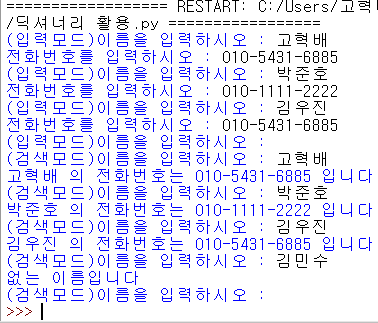 ================== RESTART: C:/Users/고혁
/딕셔너리 활용.py =================
(입력모드)이름을 입력하시오 : 고혁배
전화번호를 입력하시오 : 010-5431-6885
(입력모드)이름을 입력하시오 : 박준호
전화번호를 입력하시오 : 010-1111-2222
(입력모드)이름을 입력하시오 : 김우진
전화번호를 입력하시오 : 010-5431-6885
(입력모드)이름을 입력하시오 :
(검색모드)이름을 입력하시오 : 고혁배
고혁배 의 전화번호는 010-5431-6885 입니다
(검색모드)이름을 입력하시오 : 박준호
박준호 의 전화번호는 010-1111-2222 입니다
(검색모드)이름을 입력하시오 : 김우진
김우진 의 전화번호는 010-5431-6885 입니다
(검색모드)이름을 입력하시오 : 김민수
없는 이름입니다
(검색모드)이름을 입력하시오 :
>>>